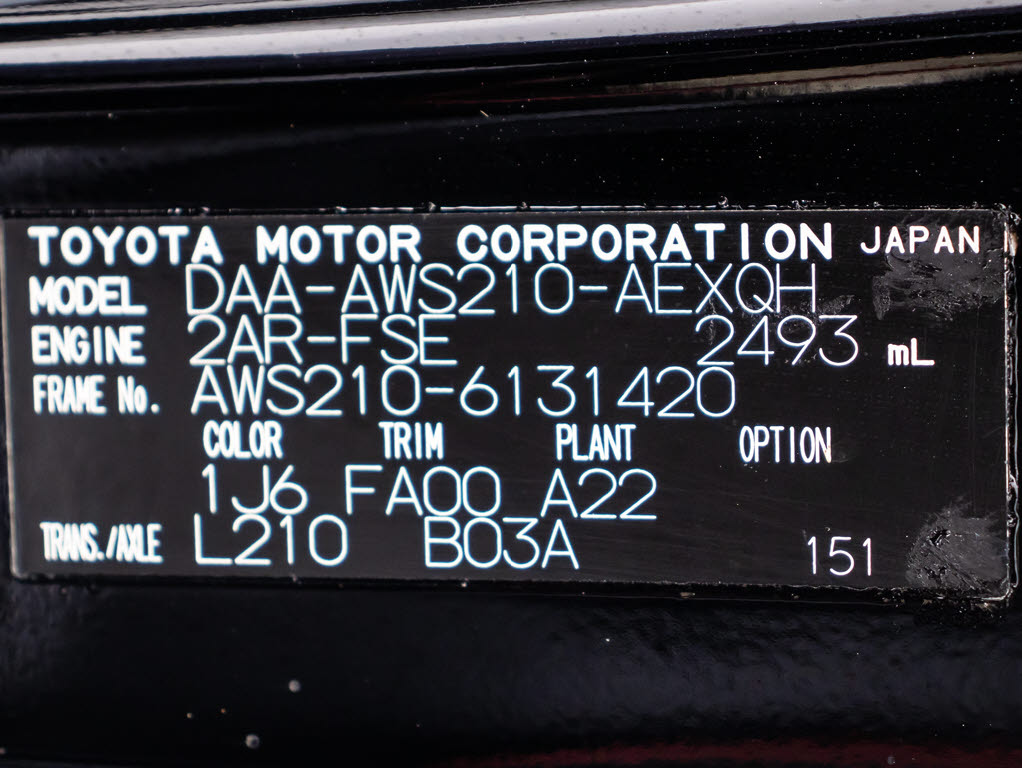 TOYOTA MOTOR CORPORATION JAPAN
MODEL DAA-AWS210-AEXQH
ENGINE 2AR-FSE 2493 mL
FRAME No. AWS210-6131420
COLOR TRIM PLANT OPTION
1J6 FA00 A22
TRANS./AXLE L210 B03A 151